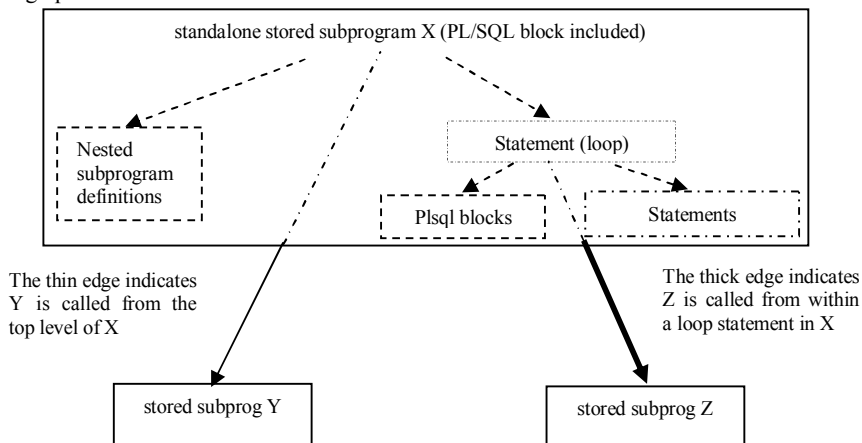 standalone stored subprogram X (PL/SQL block included)
Nested
subprogram
definitions
Statement (loop)
Plsql blocks
Statements
The thin edge indicates
Y is called from the
top level of X
The thick edge indicates
Z is called from within
a loop statement in X
stored subprog Y
stored subprog Z